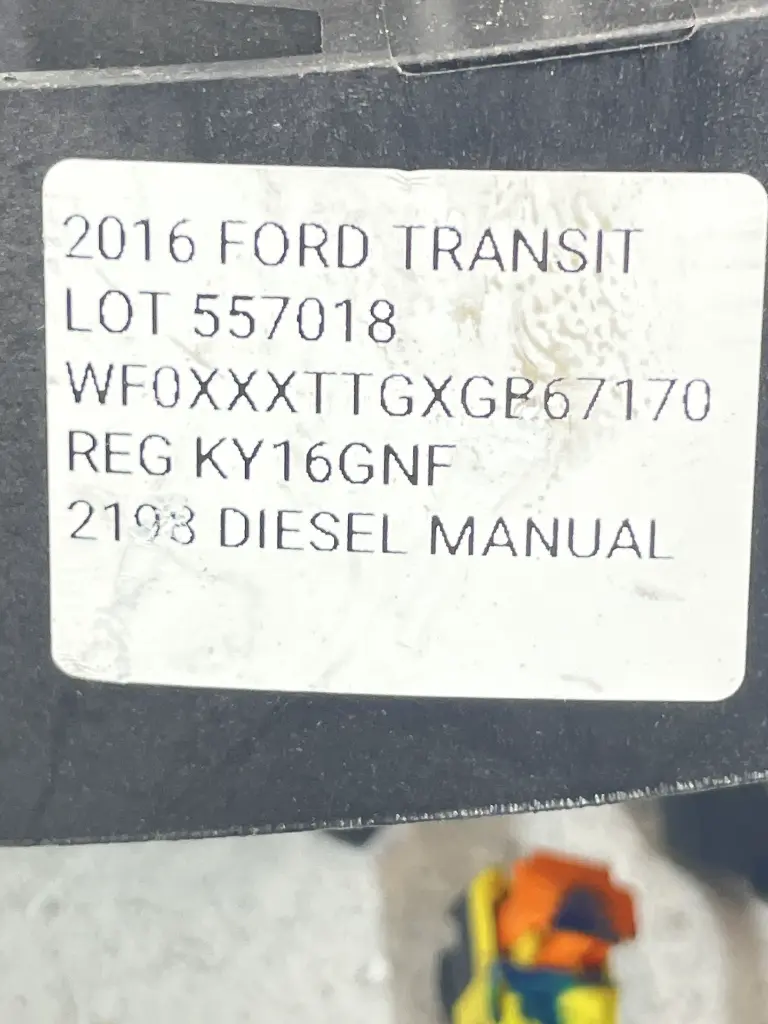 2016 FORD TRANSIT
LOT 557018
WF0XXXTTGXGB67170
REG KY16GNF
2198 DIESEL MANUAL